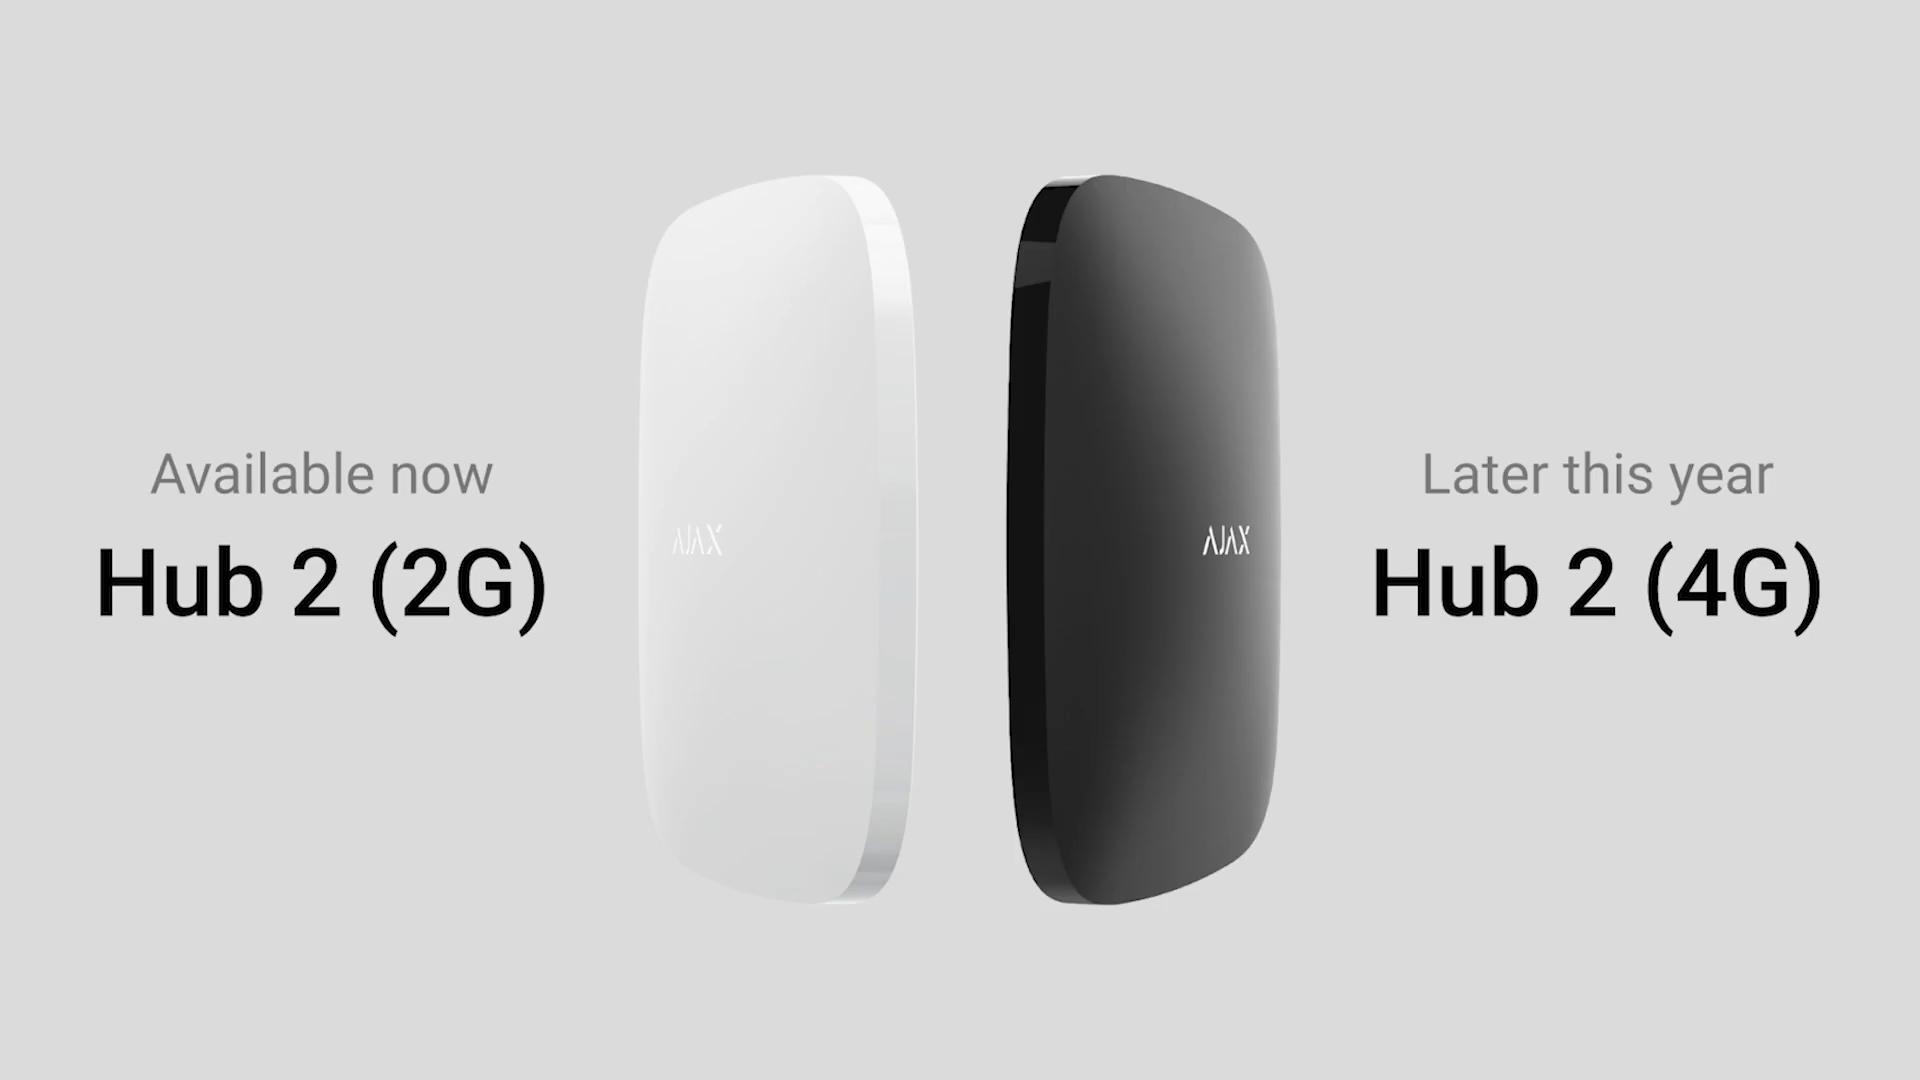 Available now
Hub 2 (2G)
AJAX
AJAX
Later this year
Hub 2 (4G)